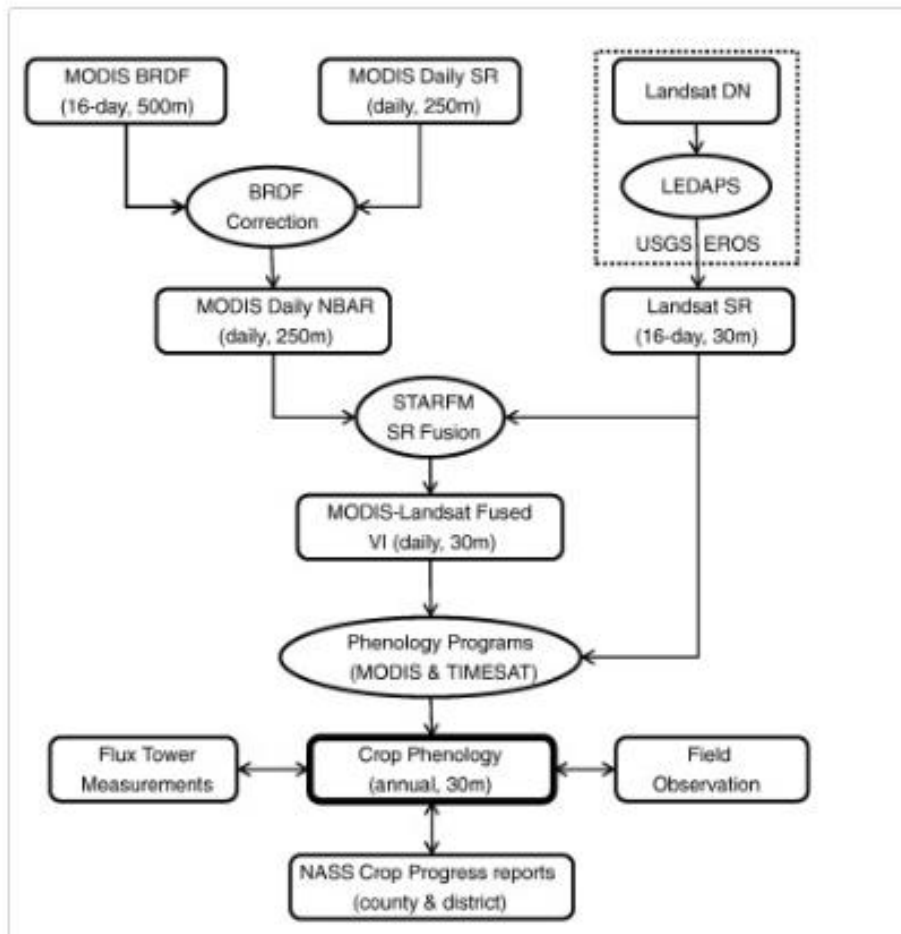 MODIS BRDF
(16-day, 500m)
MODIS Daily SR
(daily, 250m)
Landsat DN
LEDAPS
USGS EROS
BRDF
Correction
MODIS Daily NBAR
(daily, 250m)
Landsat SR
(16-day, 30m)
STARFM
SR Fusion
MODIS-Landsat Fused
VI (daily, 30m)
Phenology Programs
(MODIS & TIMESAT)
Flux Tower
Measurements
Crop Phenology
(annual, 30m)
Field
Observation
NASS Crop Progress reports
(county & district)